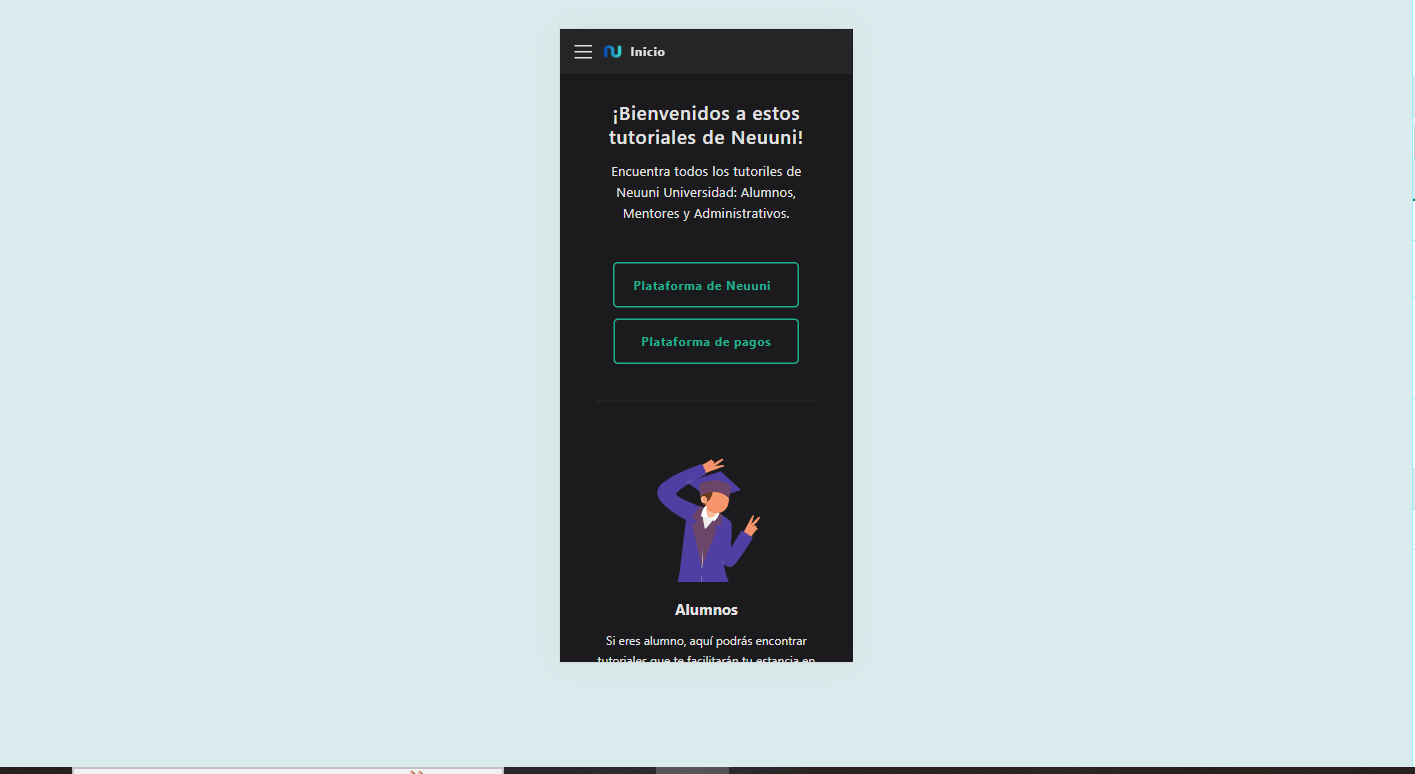 Inicio
¡Bienvenidos a estos
tutoriales de Neuuni!
Encuentra todos los tutoriles de
Neuuni Universidad: Alumnos,
Mentores y Administrativos.
Plataforma de Neuuni
Plataforma de pagos
Alumnos
Si eres alumno, aquí podrás encontrar
tutoriales que te facilitarán tu estancia en